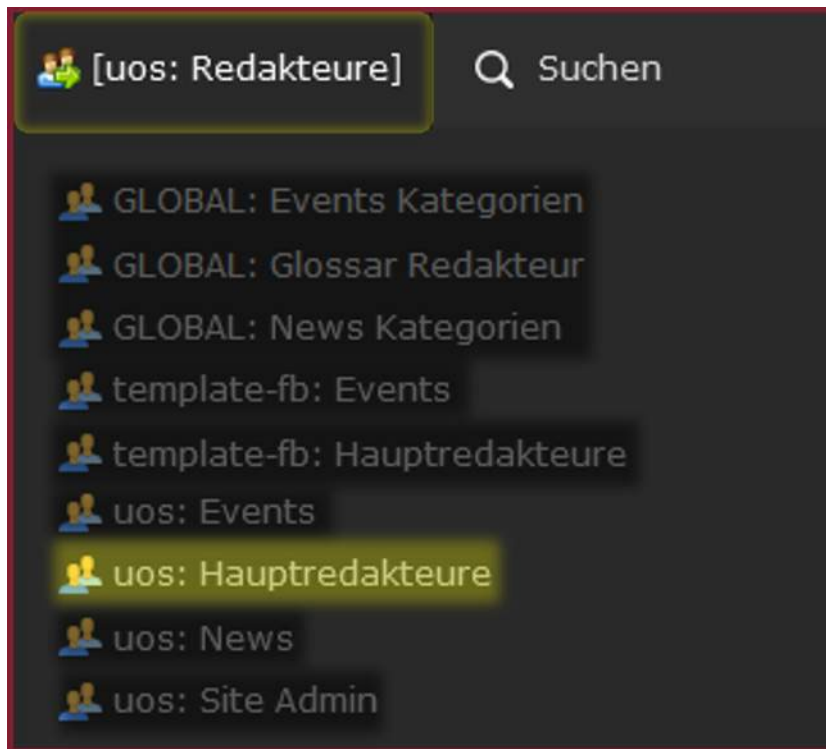 [uos: Redakteure] Suchen
GLOBAL: Events Kategorien
GLOBAL: Glossar Redakteur
GLOBAL: News Kategorien
template-fb: Events
template-fb: Hauptredakteure
uos: Events
uos: Hauptredakteure
uos: News
uos: Site Admin